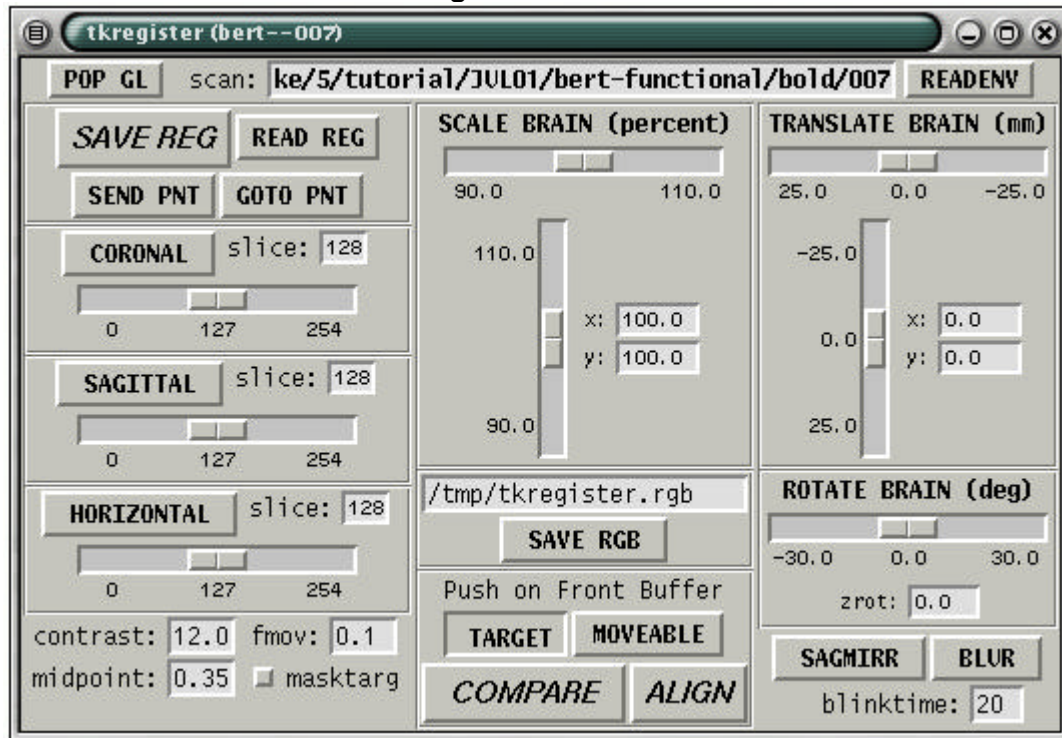 tkregister (bert--007)
POP GL scan: ke/5/tutorial/JVL01/bert-functional/bold/007 READENV
SAVE REG READ REG
SEND PNT GOTO PNT
CORONAL slice: 128
0 127 254
SAGITTAL slice: 128
0 127 254
HORIZONTAL slice: 128
0 127 254
contrast: 12.0 fmov: 0.1
midpoint: 0.35 masktarg
SCALE BRAIN (percent)
90.0 110.0
110.0
x: 100.0
y: 100.0
90.0
/tmp/tkregister.rgb
SAVE RGB
Push on Front Buffer
TARGET MOVEABLE
COMPARE ALIGN
TRANSLATE BRAIN (mm)
25.0 0.0 -25.0
-25.0
x: 0.0
0.0
y: 0.0
25.0
ROTATE BRAIN (deg)
-30.0 0.0 30.0
zrot: 0.0
SAGMIRR BLUR
blinktime: 20